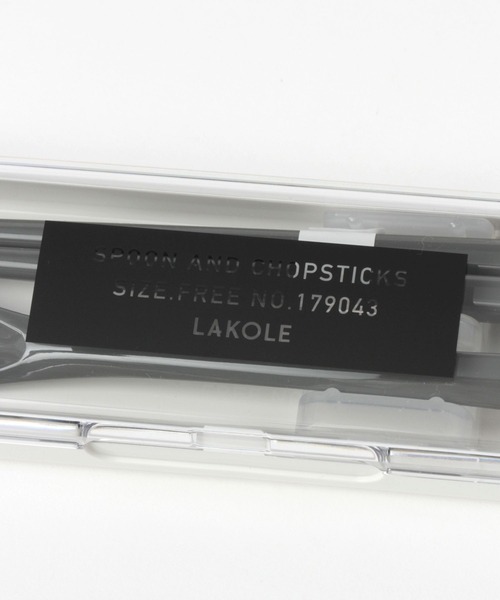 SPOON AND CHOPSTICKS
SIZE.FREE NO.179043
LAKOLE